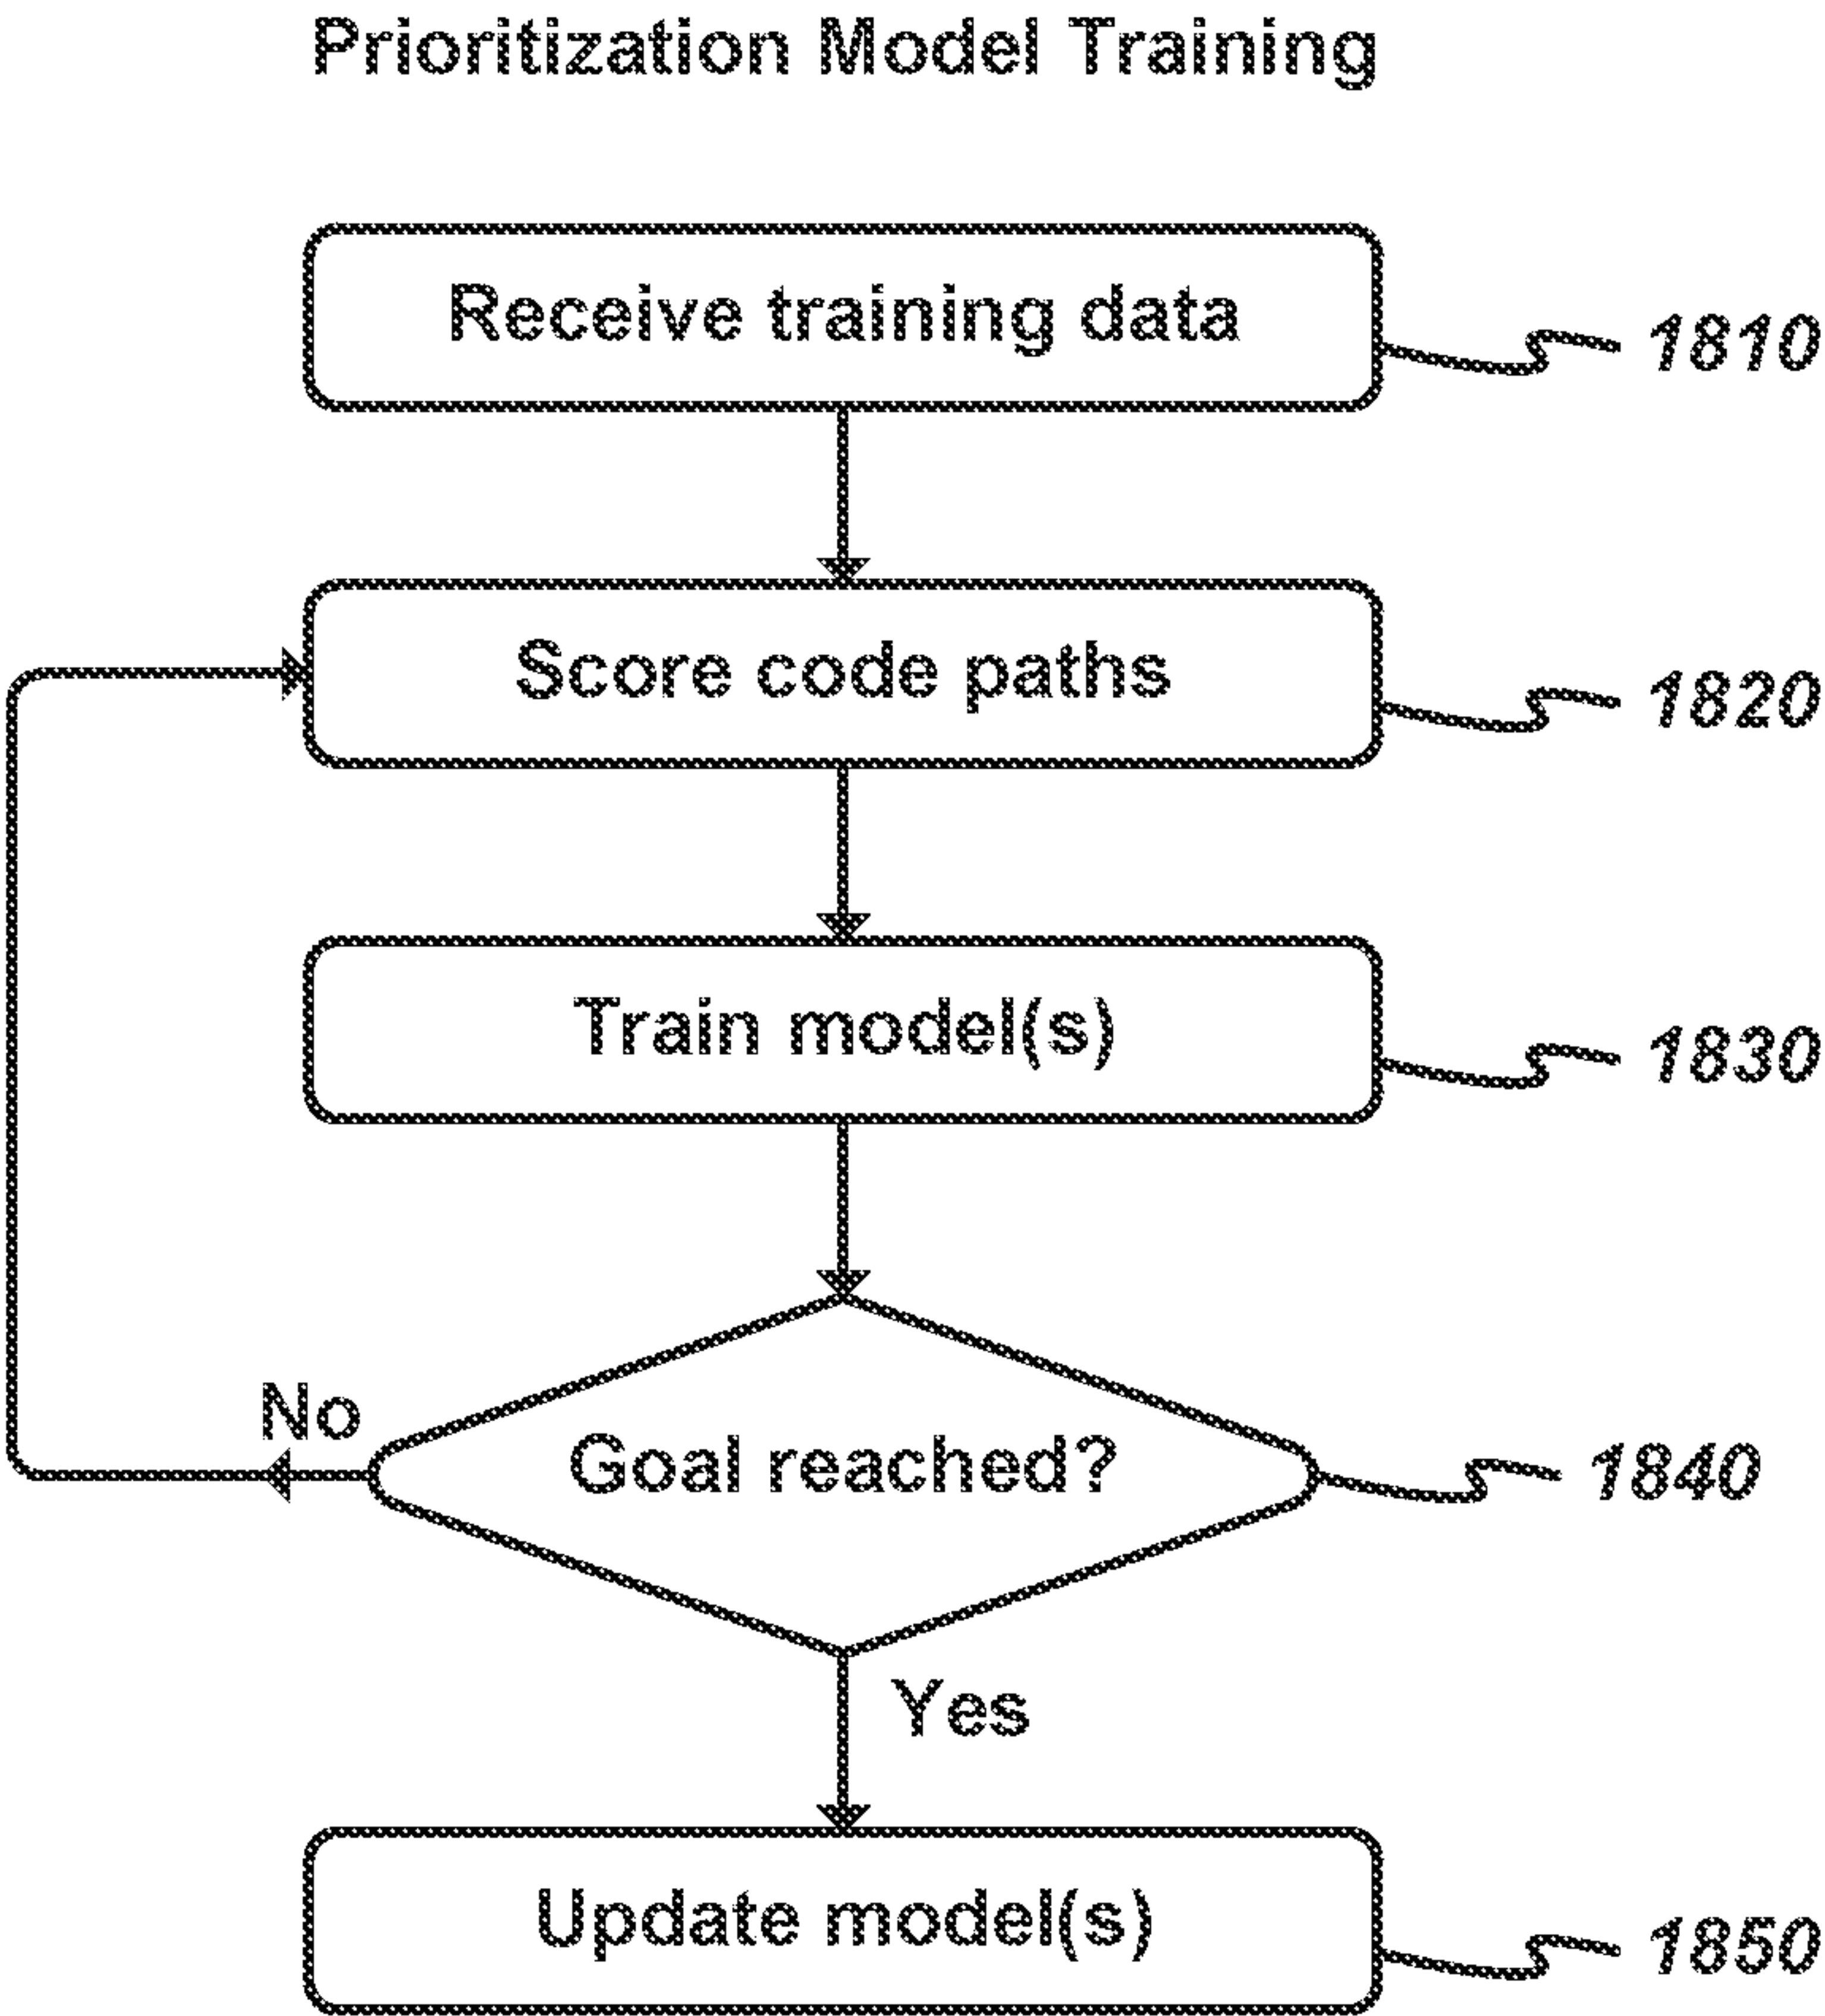 Prioritization Model Training
Receive training data
1810
Score code paths
1820
Train model(s)
1830
No
Goal reached?
1840
Yes
Update model(s)
1850